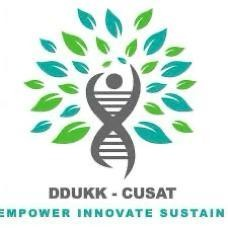 DDUKK - CUSAT
EMPOWER INNOVATE SUSTAIN